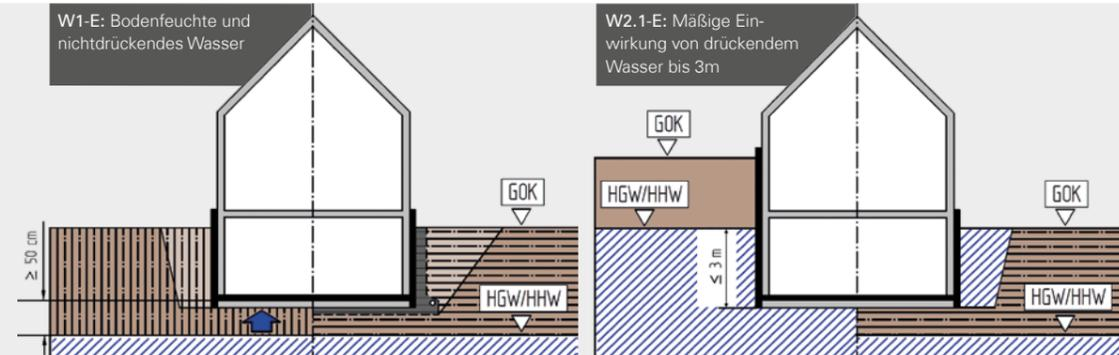 W1-E: Bodenfeuchte und
nichtdrückendes Wasser
GOK
≥ 50 cm
HGW/HHW
W2.1-E: Mäßige Ein-
wirkung von drückendem
Wasser bis 3m
GOK
HGW/HHW
GOK
≤ 3 m
HGW/HHW